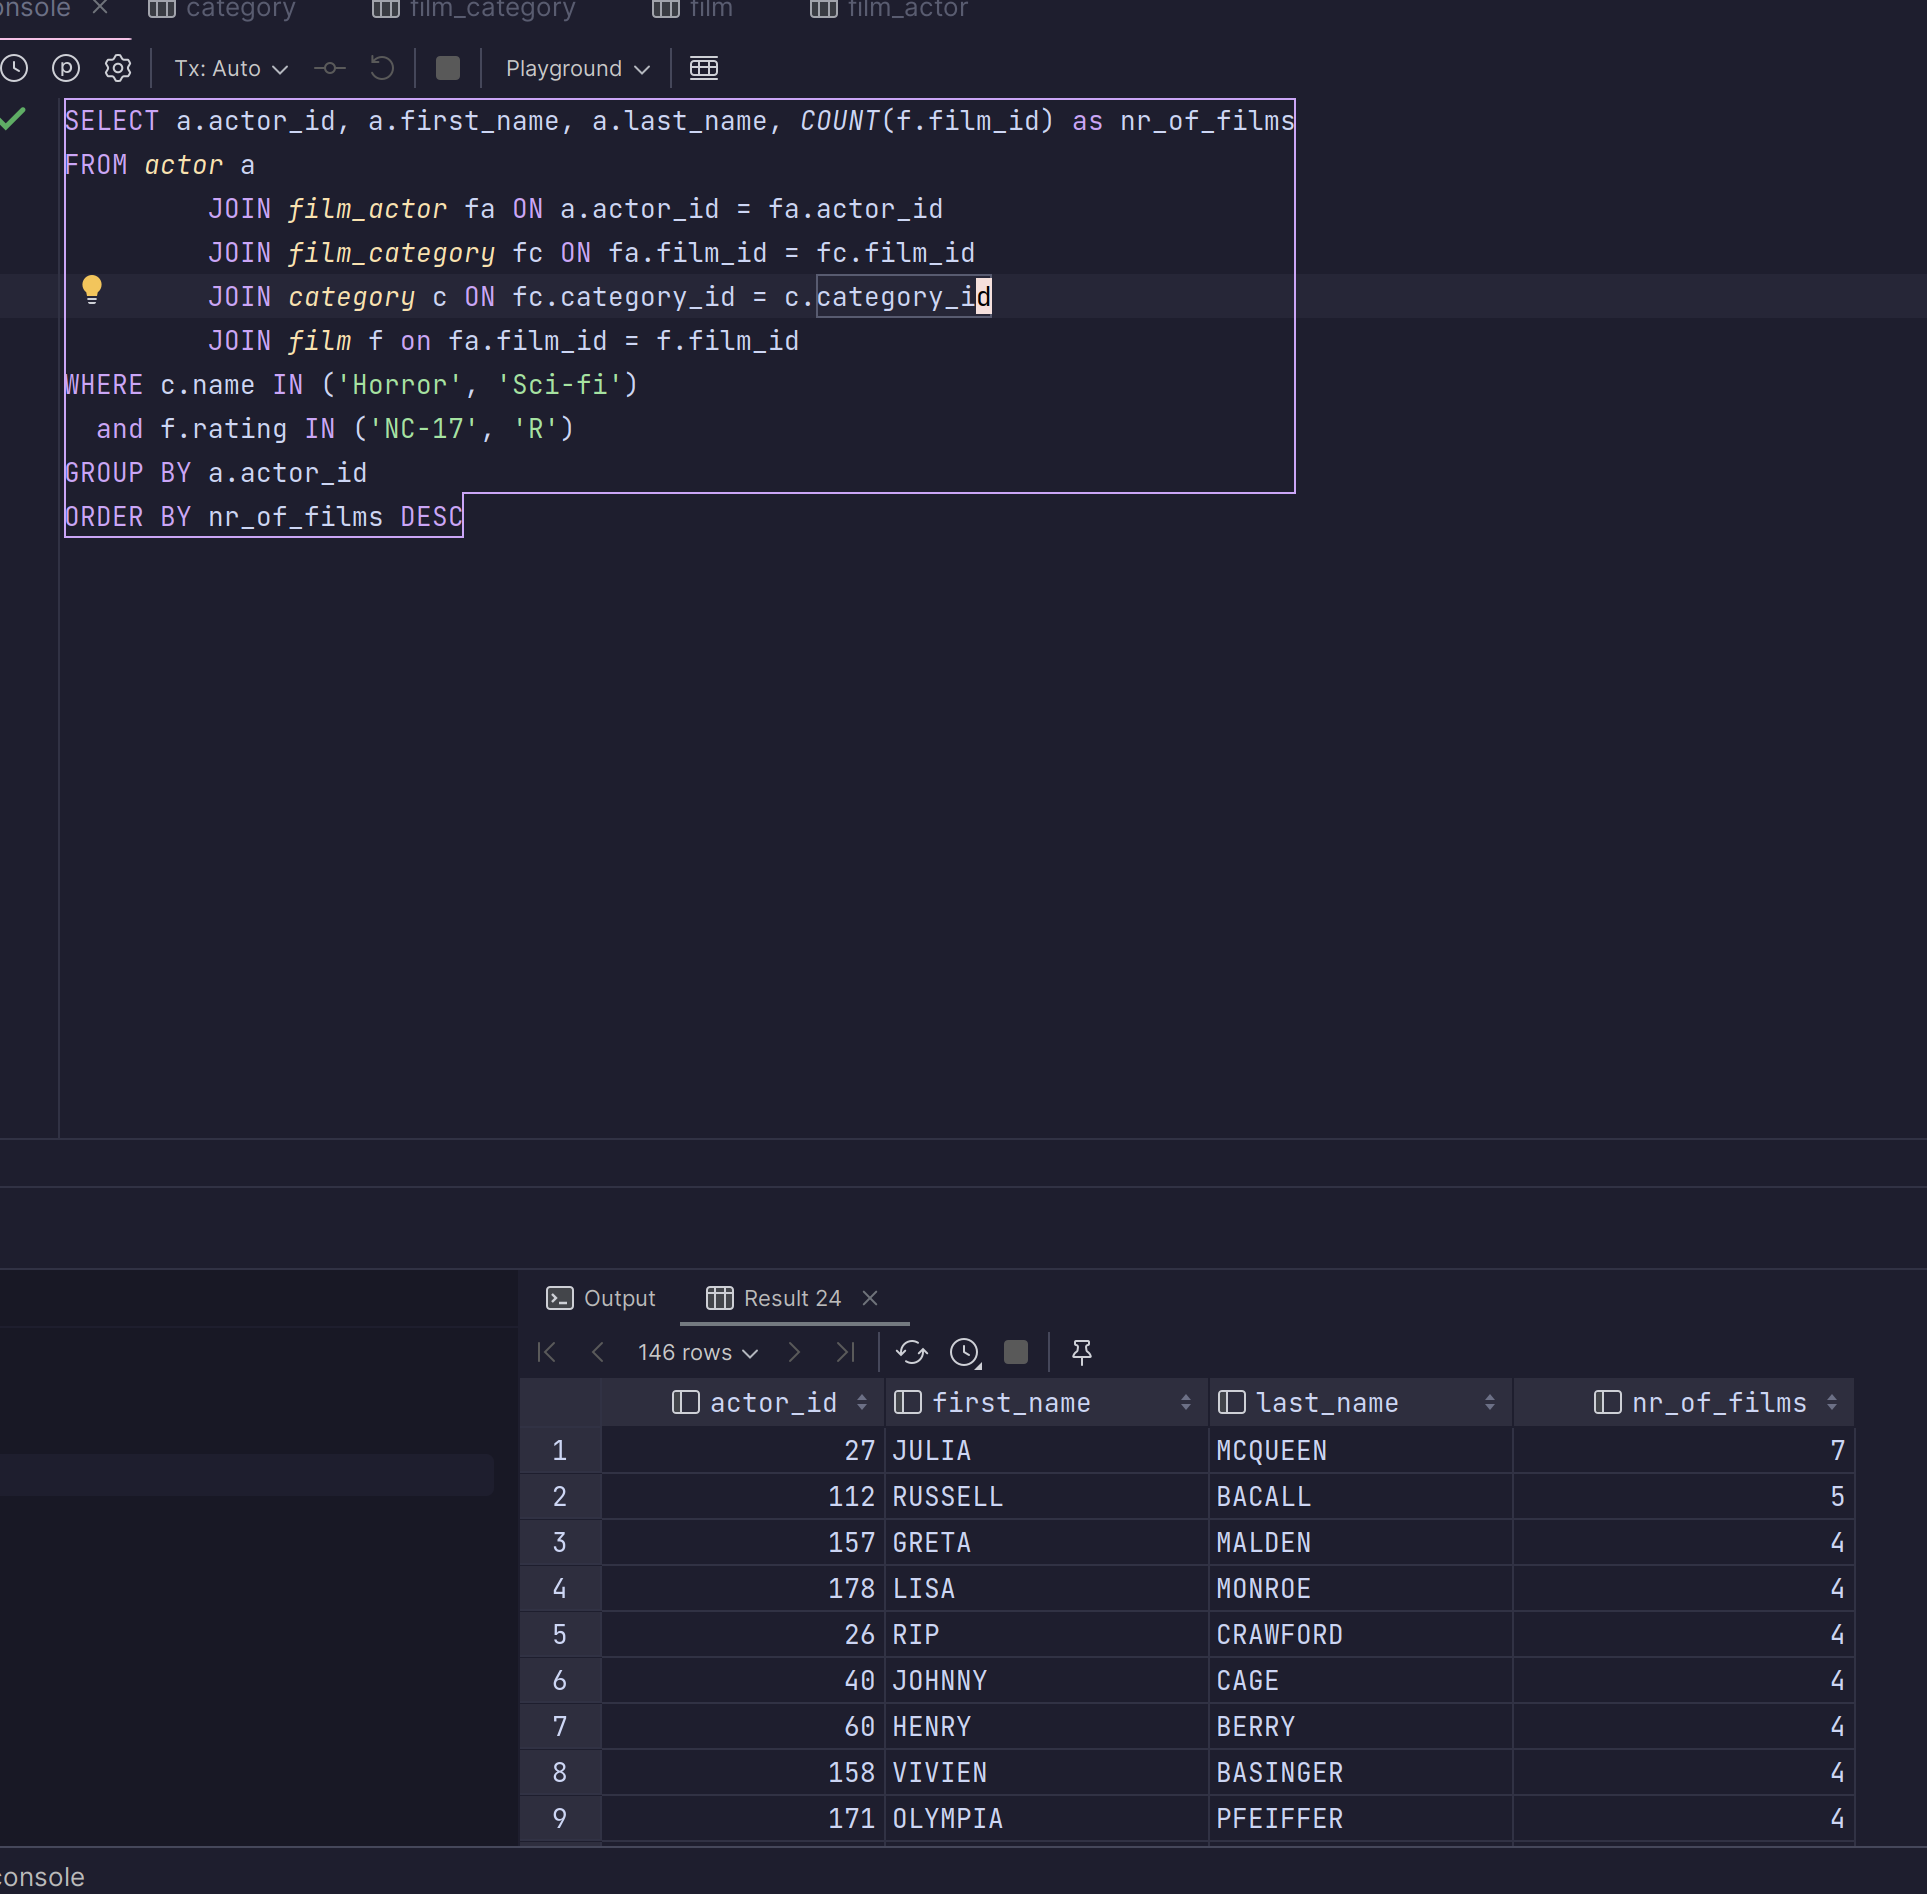 onsole category film_category film film_actor
Tx: Auto Playground
SELECT a.actor_id, a.first_name, a.last_name, COUNT(f.film_id) as nr_of_films
FROM actor a
JOIN film_actor fa ON a.actor_id = fa.actor_id
JOIN film_category fc ON fa.film_id = fc.film_id
JOIN category c ON fc.category_id = c.category_id
JOIN film f on fa.film_id = f.film_id
WHERE c.name IN ('Horror', 'Sci-fi')
and f.rating IN ('NC-17', 'R')
GROUP BY a.actor_id
ORDER BY nr_of_films DESC
Output Result 24
146 rows
actor_id first_name last_name nr_of_films
1 27 JULIA MCQUEEN 7
2 112 RUSSELL BACALL 5
3 157 GRETA MALDEN 4
4 178 LISA MONROE 4
5 26 RIP CRAWFORD 4
6 40 JOHNNY CAGE 4
7 60 HENRY BERRY 4
8 158 VIVIEN BASINGER 4
9 171 OLYMPIA PFEIFFER 4
console